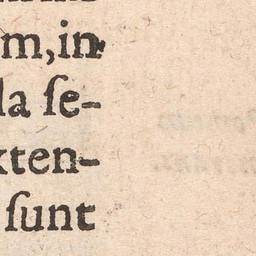 m, in
la ſe-
xten-
ſunt